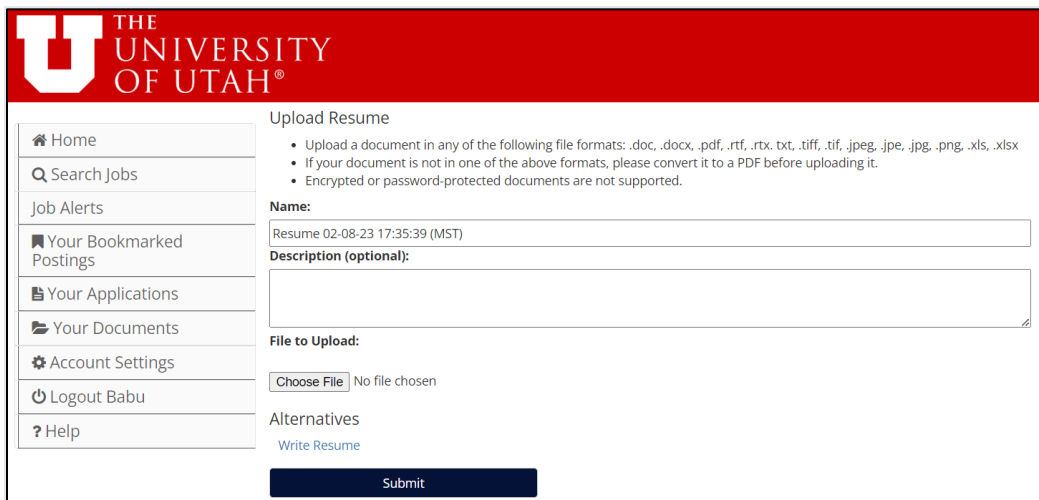 THE
UNIVERSITY
OF UTAH®
Home
Search Jobs
Job Alerts
Your Bookmarked
Postings
Your Applications
Your Documents
Account Settings
Logout Babu
? Help
Upload Resume
• Upload a document in any of the following file formats: .doc, .docx, .pdf, .rtf, .rtx. txt, .tiff, .tif, .jpeg, .jpe, .jpg, .png, .xls, .xlsx
• If your document is not in one of the above formats, please convert it to a PDF before uploading it.
• Encrypted or password-protected documents are not supported.
Name:
Resume 02-08-23 17:35:39 (MST)
Description (optional):
File to Upload:
Choose File No file chosen
Alternatives
Write Resume
Submit